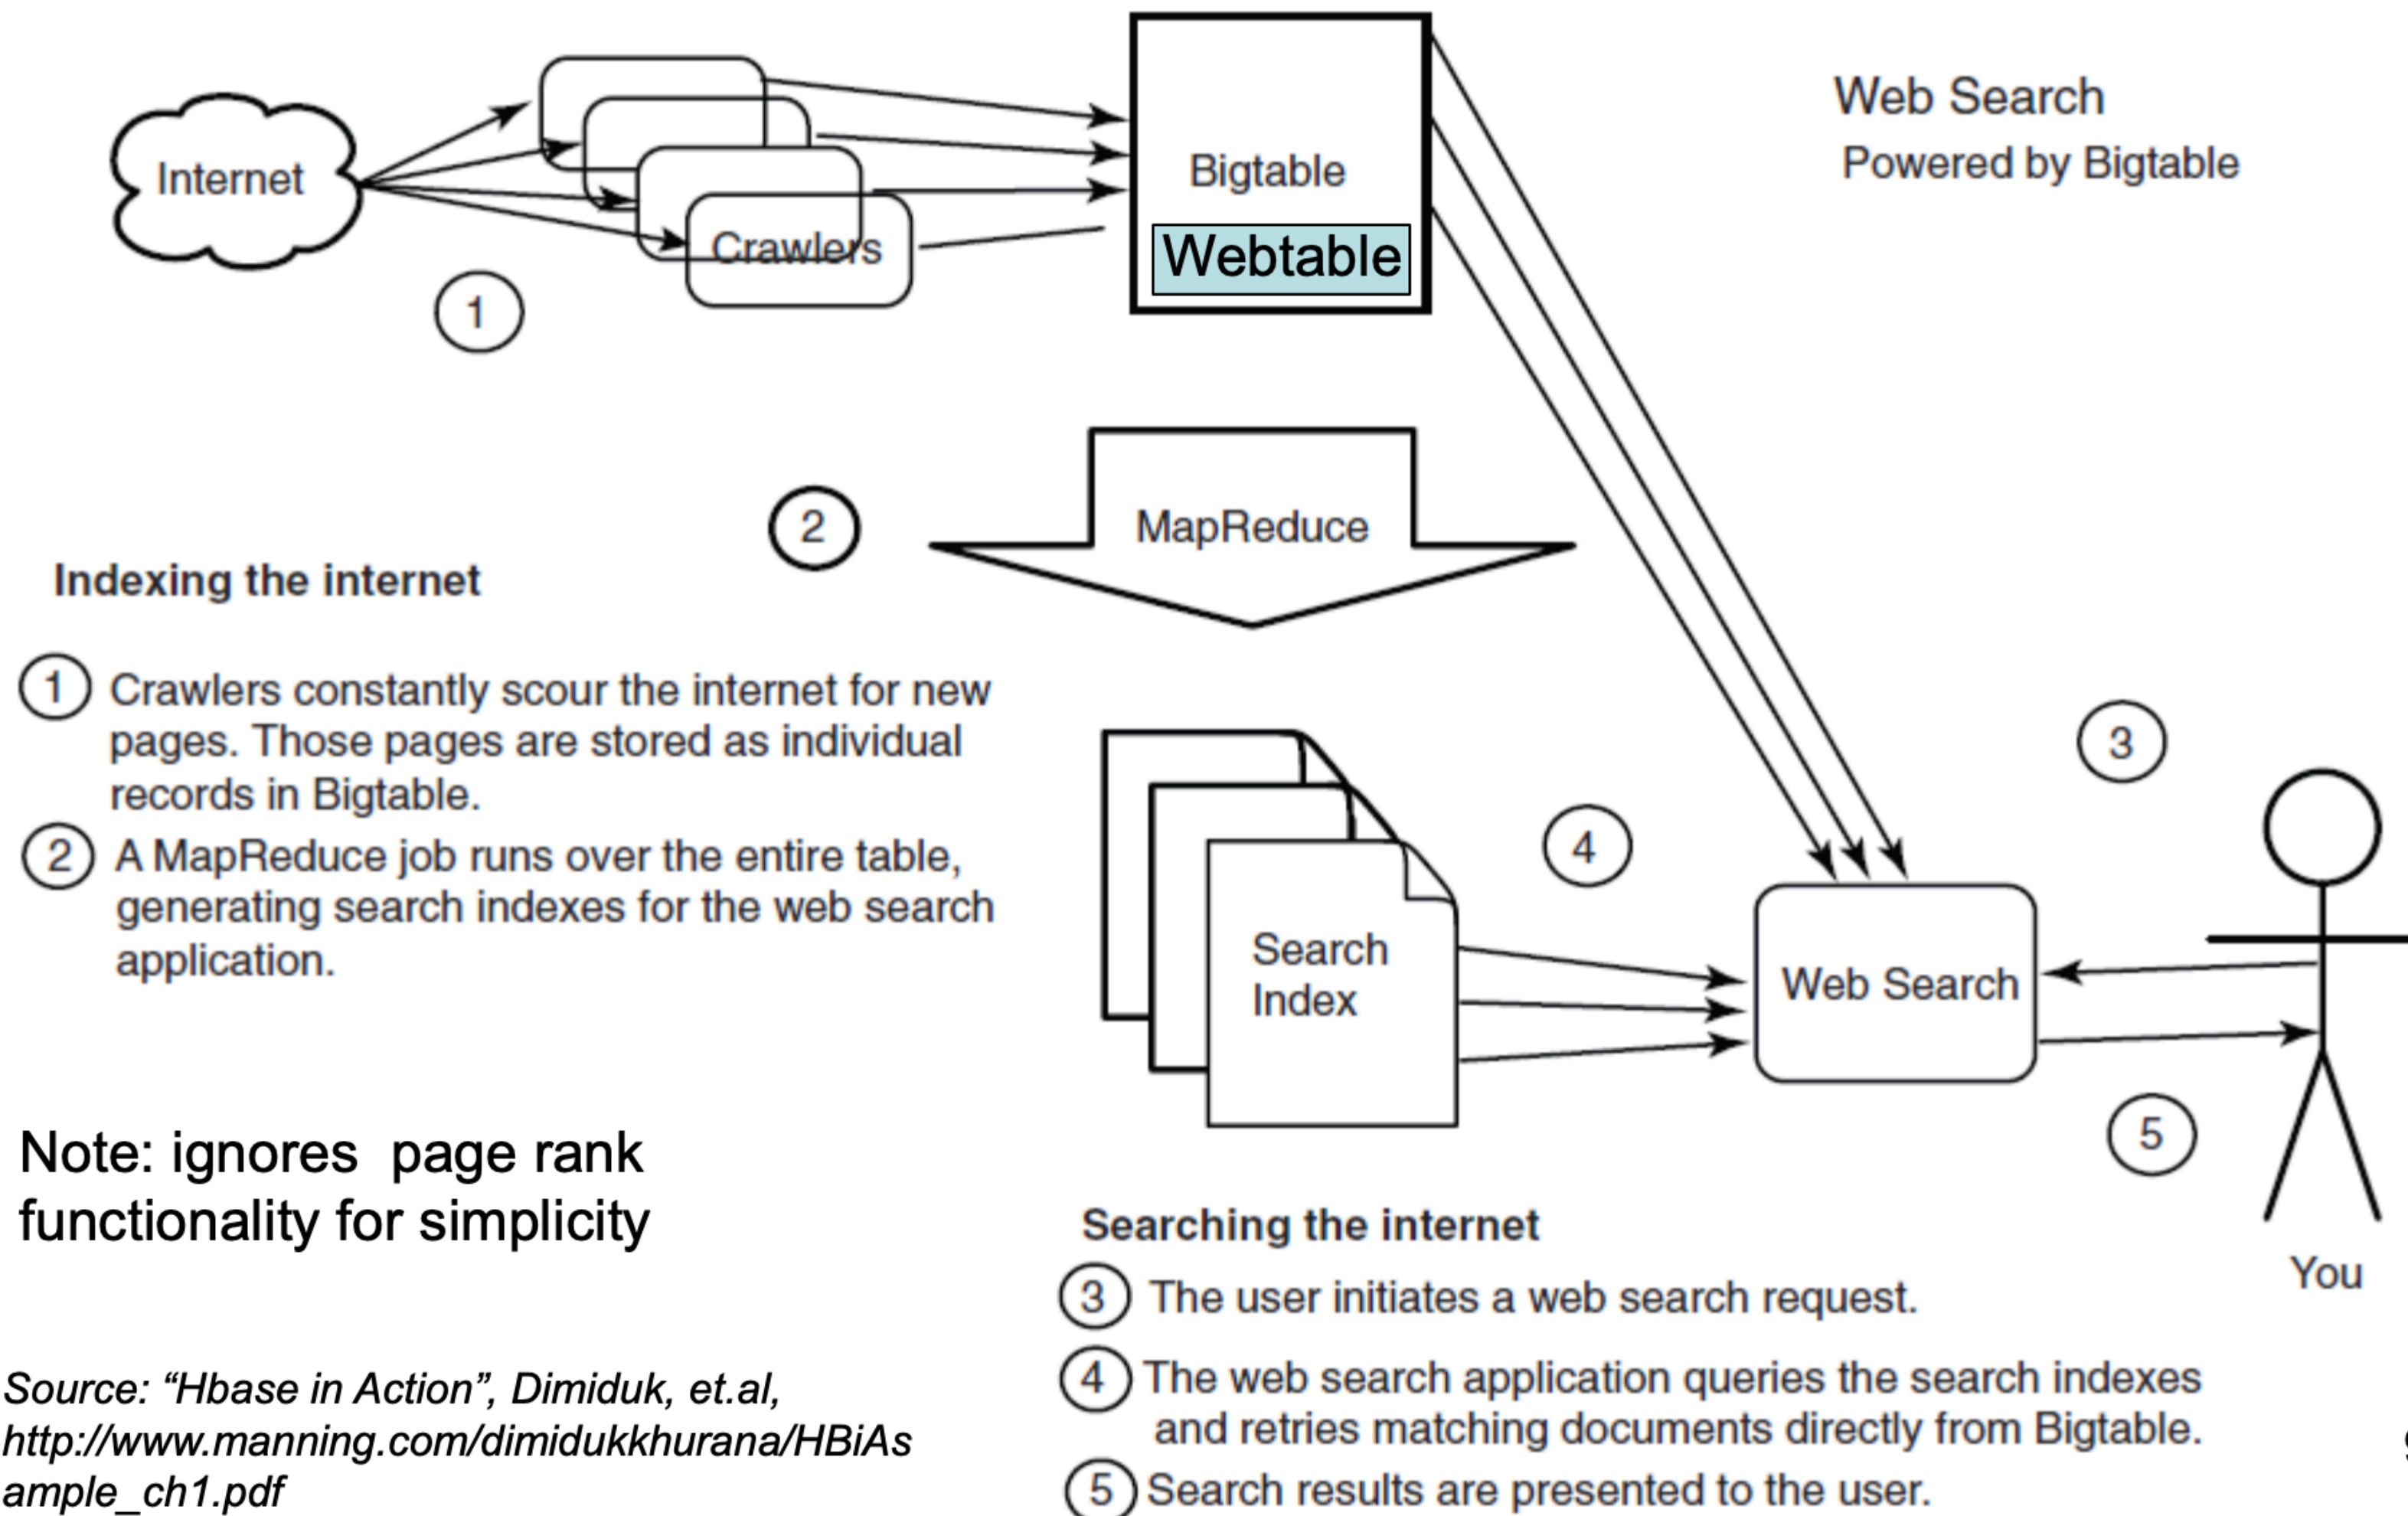 Web Search
Powered by Bigtable
Internet
Crawlers
Bigtable
Webtable
1
2
MapReduce
Indexing the internet
1 Crawlers constantly scour the internet for new
pages. Those pages are stored as individual
records in Bigtable.
2 A MapReduce job runs over the entire table,
generating search indexes for the web search
application.
3
4
Search
Index
Web Search
5
You
Note: ignores page rank
functionality for simplicity
Searching the internet
3 The user initiates a web search request.
4 The web search application queries the search indexes
and retries matching documents directly from Bigtable.
5 Search results are presented to the user.
Source: “Hbase in Action”, Dimiduk, et.al,
http://www.manning.com/dimidukkhurana/HBiAs
ample_ch1.pdf